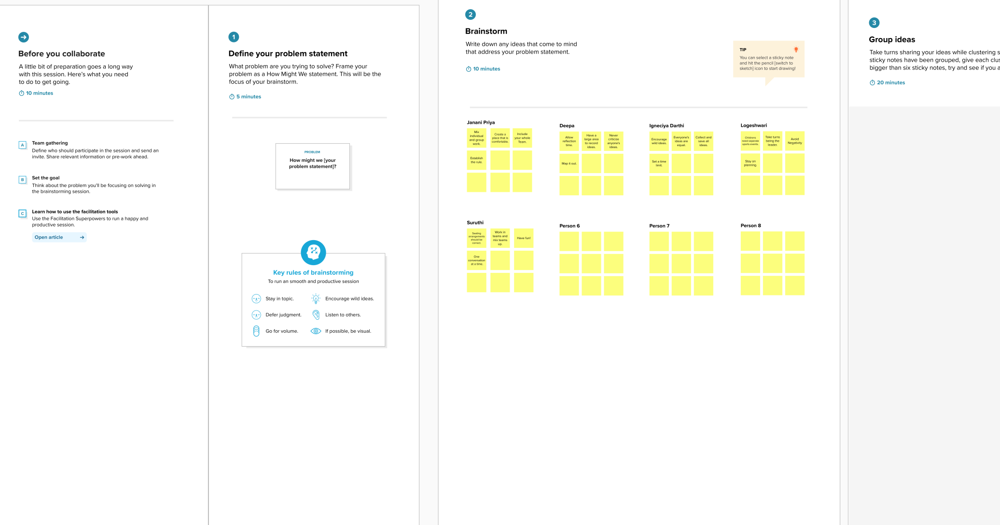 Before you collaborate
A little bit of preparation goes a long way
with this session. Here's what you need
to do to get going.
10 minutes
A
Team gathering
Define who should participate in the session and send an
invite. Share relevant information or pre-work ahead.
B
Set the goal
Think about the problem you'll be focusing on solving in
the brainstorming session.
C
Learn how to use the facilitation tools
Use the Facilitation Superpowers to run a happy and
productive session.
Open article
1
Define your problem statement
What problem are you trying to solve? Frame your
problem as a How Might We statement. This will be the
focus of your brainstorm.
5 minutes
PROBLEM
How might we [your
problem statement]?
Key rules of brainstorming
To run an smooth and productive session
Stay in topic.
Encourage wild ideas.
Defer judgment.
Listen to others.
Go for volume.
If possible, be visual.
2
Brainstorm
Write down any ideas that come to mind
that address your problem statement.
10 minutes
TIP
You can select a sticky note
and hit the pencil [switch to
sketch] icon to start drawing!
Janani Priya
Mix
individual
and group
work.
Create a
place that is
comfortable.
Include
your whole
Team.
Establish
the rule.
Deepa
Allow
reflection
time.
Have a
large area
to record
ideas.
Never
criticize
anyone's
ideas.
Map it out.
Igneciya Darthi
Encourage
wild ideas.
Everyone's
ideas are
equal.
Collect and
save all
ideas.
Set a time
limit.
Logeshwari
Childrens
need seperate
sports events.
Take turns
being the
leader.
Avoid
Negativity
Stay on
planning.
Suruthi
Seating
arrangements
should be
correct.
Work in
teams and
mix teams
up.
Have fun!
One
conversation
at a time.
Person 6
Person 7
Person 8
3
Group ideas
Take turns sharing your ideas while clustering s
sticky notes have been grouped, give each clus
bigger than six sticky notes, try and see if you a
20 minutes